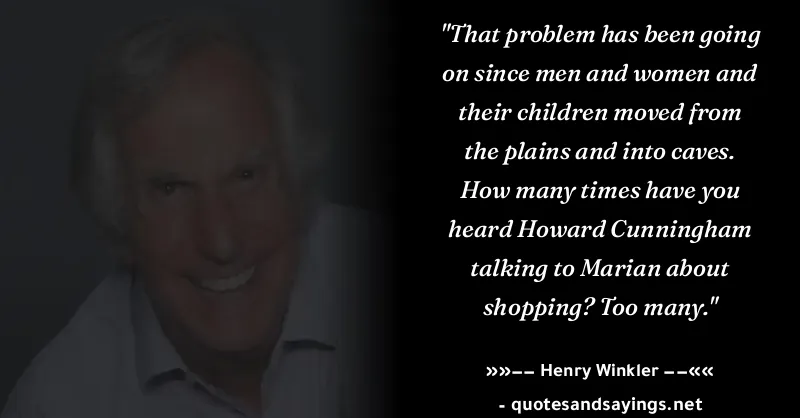 "That problem has been going
on since men and women and
their children moved from
the plains and into caves.
How many times have you
heard Howard Cunningham
talking to Marian about
shopping? Too many."
»»−− Henry Winkler −−««
- quotesandsayings.net